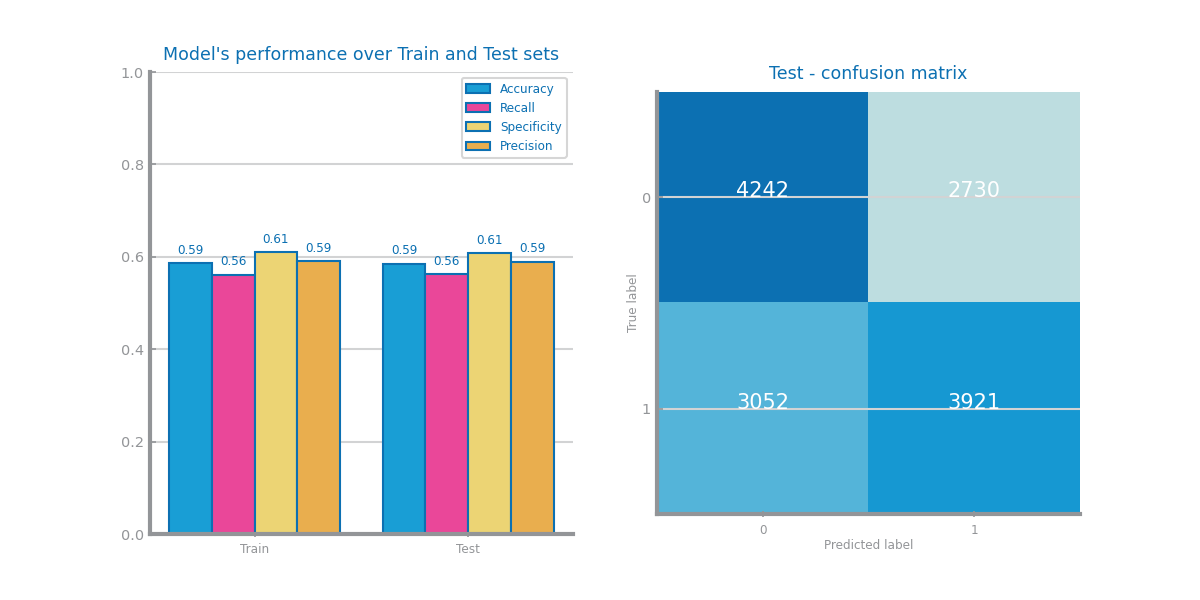 Model's performance over Train and Test sets
1.0
0.8
0.6
0.4
0.2
0.0
Accuracy
Recall
Specificity
Precision
0.59
0.56
0.61
0.59
0.59
0.56
0.61
0.59
Train
Test
Test - confusion matrix
True label
0
1
4242
2730
3052
3921
0
1
Predicted label